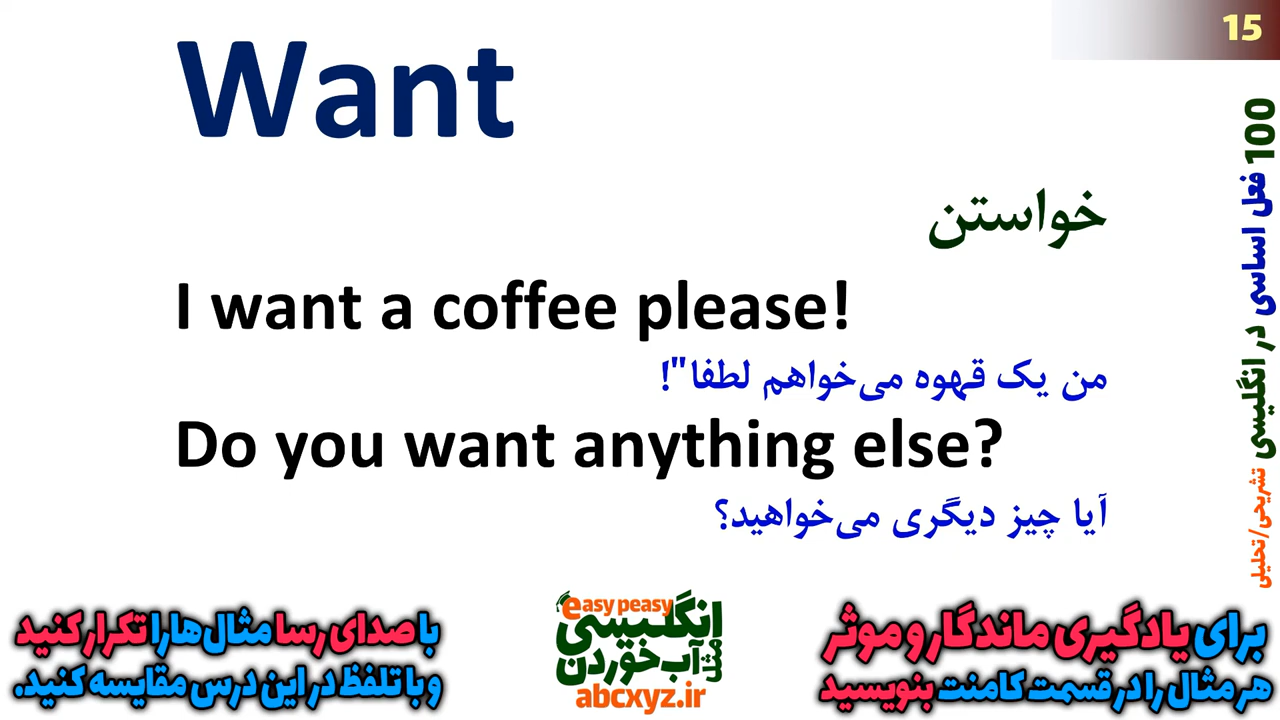 15
Want
خواستن
I want a coffee please!
من یک قهوه می‌خواهم لطفا"!
Do you want anything else?
آیا چیز دیگری می‌خواهید؟
100 فعل اساسی در انگلیسی تشریحی/تحلیلی
برای یادگیری ماندگار و موثر
هر مثال را در قسمت کامنت بنویسید
easy peasy
انگلیسی
مثل آب خوردن
abcxyz.ir
با صدای رسا مثال‌ها را تکرار کنید
و با تلفظ در این درس مقایسه کنید.